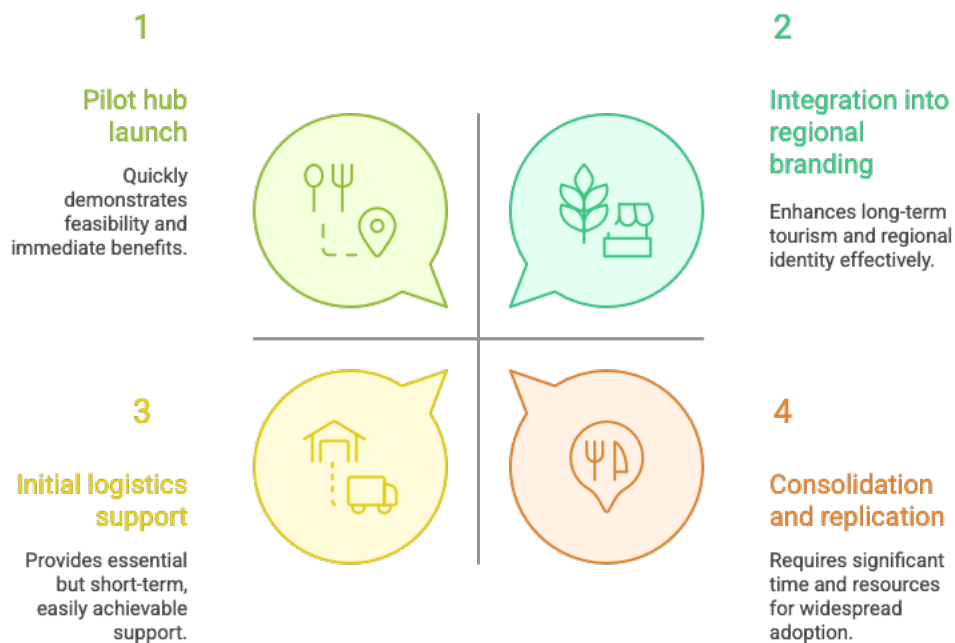 1
Pilot hub
launch
Quickly
demonstrates
feasibility and
immediate benefits.
2
Integration into
regional
branding
Enhances long-term
tourism and regional
identity effectively.
3
Initial logistics
support
Provides essential
but short-term,
easily achievable
support.
4
Consolidation
and replication
Requires significant
time and resources
for widespread
adoption.